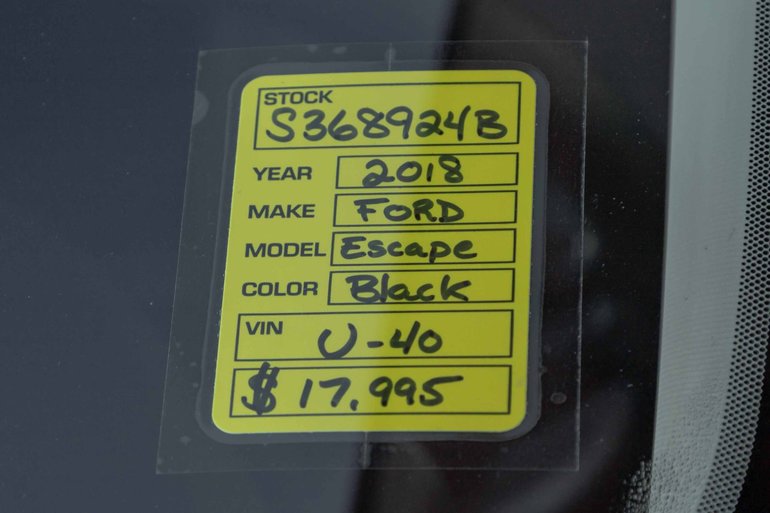 STOCK
S368924B
YEAR 2018
MAKE FORD
MODEL Escape
COLOR Black
VIN U-40
$ 17,995